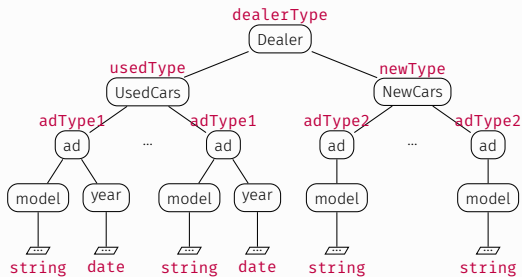 dealerType
Dealer
usedType newType
UsedCars NewCars
adType1 adType1 adType2 adType2
ad ... ad ad ... ad
model year model year model model
... ... ... ... ... ...
string date string date string string